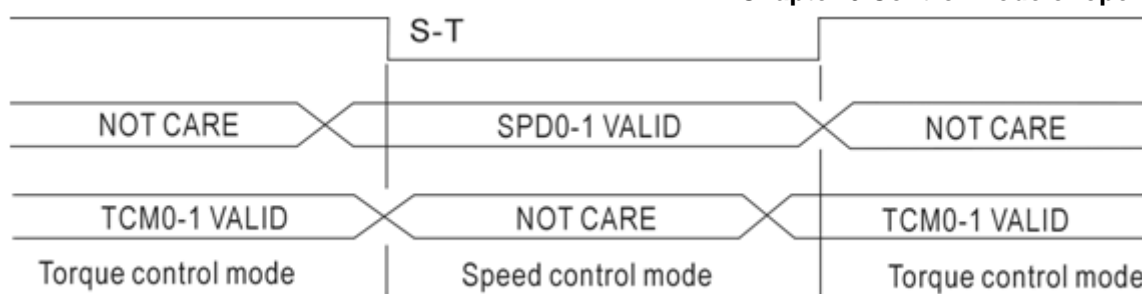 S-T
NOT CARE SPD0-1 VALID NOT CARE
TCM0-1 VALID NOT CARE TCM0-1 VALID
Torque control mode Speed control mode Torque control mode